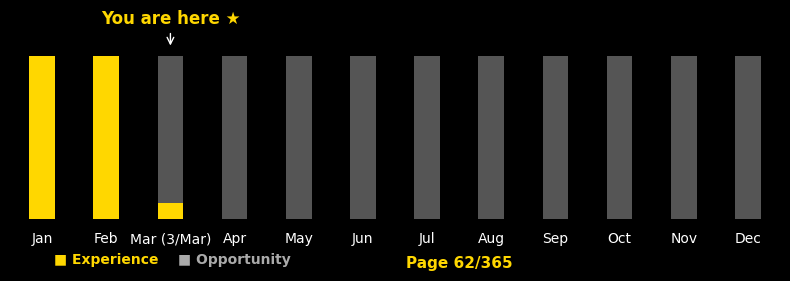 You are here ★
Jan Feb Mar (3/Mar) Apr May Jun Jul Aug Sep Oct Nov Dec
■ Experience ■ Opportunity Page 62/365